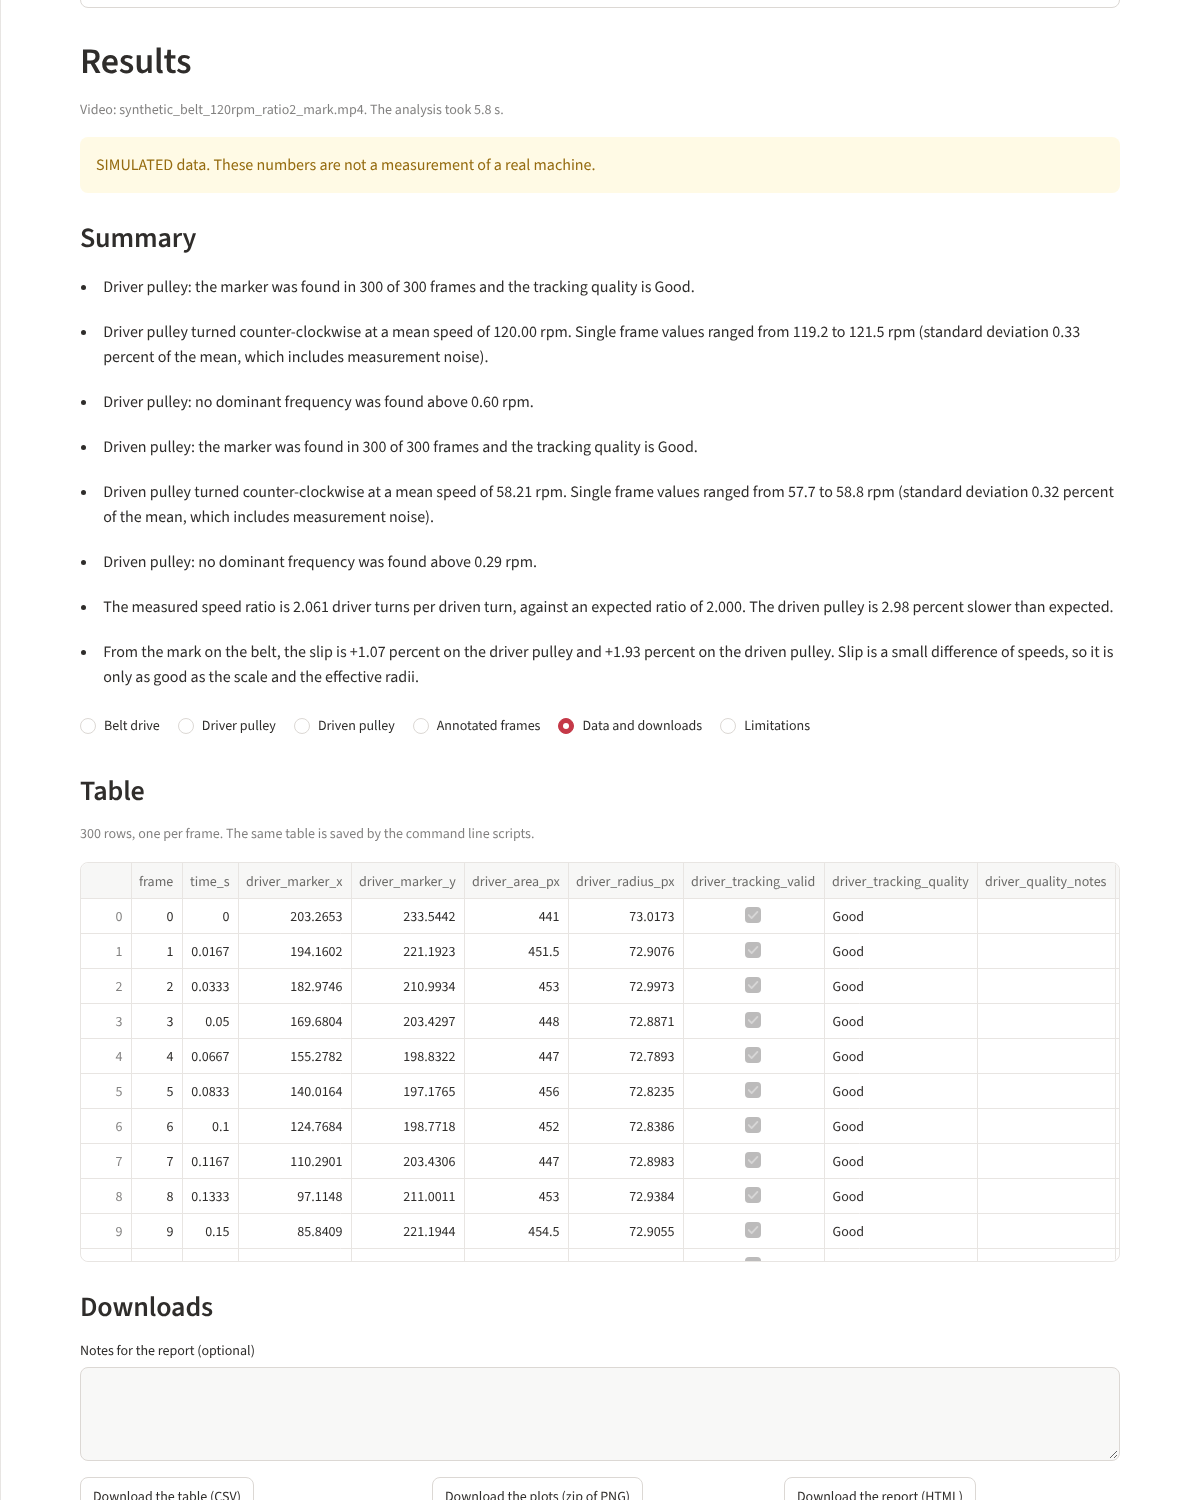 Results
Video: synthetic_belt_120rpm_ratio2_mark.mp4. The analysis took 5.8 s.
SIMULATED data. These numbers are not a measurement of a real machine.
Summary
• Driver pulley: the marker was found in 300 of 300 frames and the tracking quality is Good.
• Driver pulley turned counter-clockwise at a mean speed of 120.00 rpm. Single frame values ranged from 119.2 to 121.5 rpm (standard deviation 0.33
percent of the mean, which includes measurement noise).
• Driver pulley: no dominant frequency was found above 0.60 rpm.
• Driven pulley: the marker was found in 300 of 300 frames and the tracking quality is Good.
• Driven pulley turned counter-clockwise at a mean speed of 58.21 rpm. Single frame values ranged from 57.7 to 58.8 rpm (standard deviation 0.32 percent
of the mean, which includes measurement noise).
• Driven pulley: no dominant frequency was found above 0.29 rpm.
• The measured speed ratio is 2.061 driver turns per driven turn, against an expected ratio of 2.000. The driven pulley is 2.98 percent slower than expected.
• From the mark on the belt, the slip is +1.07 percent on the driver pulley and +1.93 percent on the driven pulley. Slip is a small difference of speeds, so it is
only as good as the scale and the effective radii.
Belt drive Driver pulley Driven pulley Annotated frames Data and downloads Limitations
Table
300 rows, one per frame. The same table is saved by the command line scripts.
frame time_s driver_marker_x driver_marker_y driver_area_px driver_radius_px driver_tracking_valid driver_tracking_quality driver_quality_notes
0 0 0 203.2653 233.5442 441 73.0173 Good
1 1 0.0167 194.1602 221.1923 451.5 72.9076 Good
2 2 0.0333 182.9746 210.9934 453 72.9973 Good
3 3 0.05 169.6804 203.4297 448 72.8871 Good
4 4 0.0667 155.2782 198.8322 447 72.7893 Good
5 5 0.0833 140.0164 197.1765 456 72.8235 Good
6 6 0.1 124.7684 198.7718 452 72.8386 Good
7 7 0.1167 110.2901 203.4306 447 72.8983 Good
8 8 0.1333 97.1148 211.0011 453 72.9384 Good
9 9 0.15 85.8409 221.1944 454.5 72.9055 Good
Downloads
Notes for the report (optional)
Download the table (CSV) Download the plots (zip of PNG) Download the report (HTML)